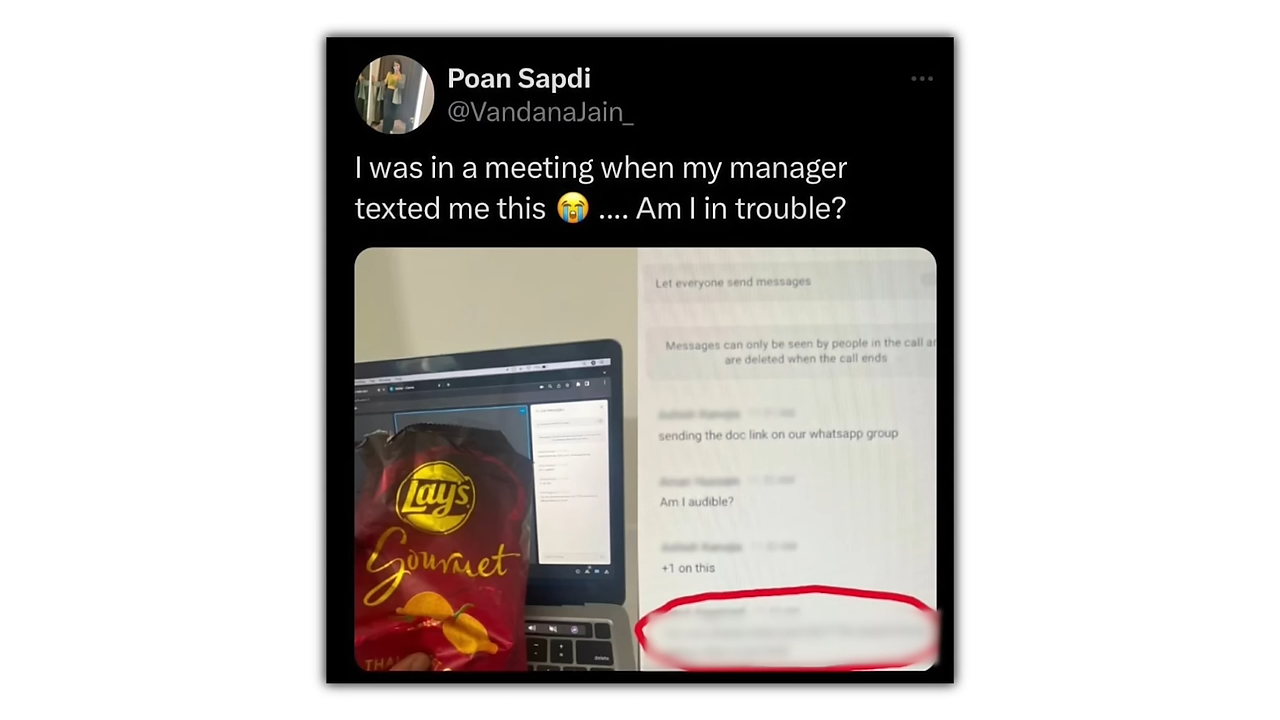 Poan Sapdi
@VandanaJain_
I was in a meeting when my manager
texted me this 😭 .... Am I in trouble?
Let everyone send messages
Messages can only be seen by people in the call
are deleted when the call ends
sending the doc link on our whatsapp group
Am I audible?
+1 on this
Lay's
Gourmet
THAI
delete